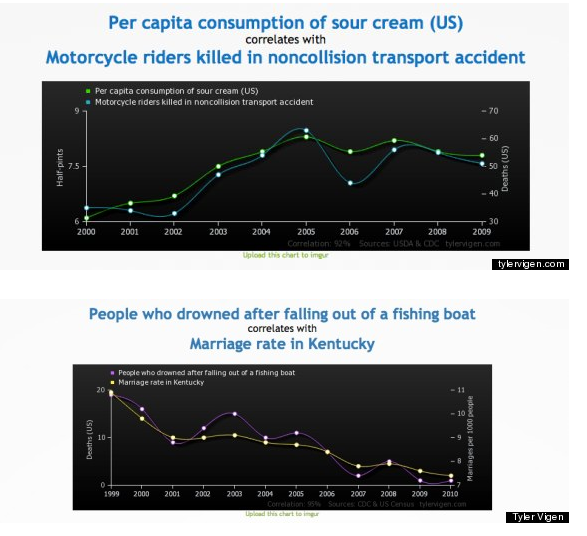 Per capita consumption of sour cream (US)
correlates with
Motorcycle riders killed in noncollision transport accident
Per capita consumption of sour cream (US)
Motorcycle riders killed in noncollision transport accident
9
70
60
Half-pints
7.5
50
Deaths (US)
40
6
30
2000 2001 2002 2003 2004 2005 2006 2007 2008 2009
Correlation: 92% Sources: USDA & CDC tylervigen.com
Upload this chart to imgur
tylervigen.com
People who drowned after falling out of a fishing boat
correlates with
Marriage rate in Kentucky
People who drowned after falling out of a fishing boat
Marriage rate in Kentucky
20
11
10
Deaths (US)
10
9
Marriages per 1000 people
8
0
7
1999 2000 2001 2002 2003 2004 2005 2006 2007 2008 2009 2010
Correlation: 95% Sources: CDC & US Census tylervigen.com
Upload this chart to imgur
Tyler Vigen